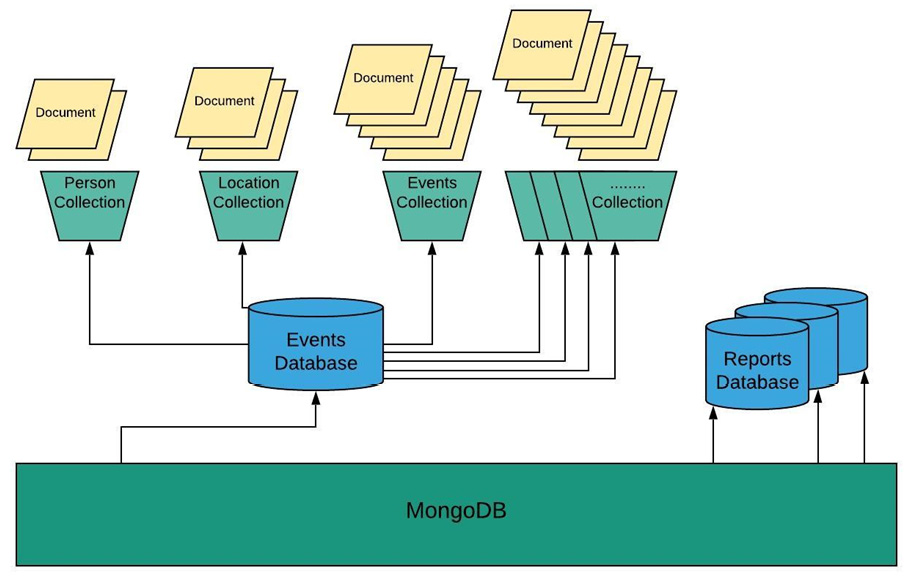 Document
Document
Document
Document
Person
Collection
Location
Collection
Events
Collection
........
Collection
Events
Database
Reports
Database
MongoDB